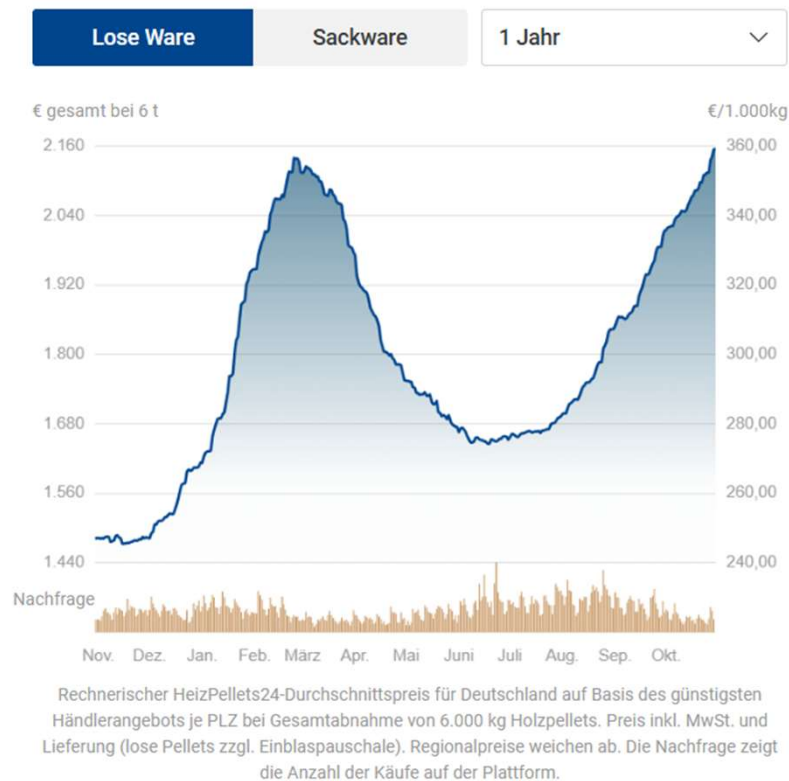 Lose Ware Sackware 1 Jahr
€ gesamt bei 6 t €/1.000kg
2.160 360,00
2.040 340,00
1.920 320,00
1.800 300,00
1.680 280,00
1.560 260,00
1.440 240,00
Nachfrage
Nov. Dez. Jan. Feb. März Apr. Mai Juni Juli Aug. Sep. Okt.
Rechnerischer HeizPellets24-Durchschnittspreis für Deutschland auf Basis des günstigsten
Händlerangebots je PLZ bei Gesamtabnahme von 6.000 kg Holzpellets. Preis inkl. MwSt. und
Lieferung (lose Pellets zzgl. Einblaspauschale). Regionalpreise weichen ab. Die Nachfrage zeigt
die Anzahl der Käufe auf der Plattform.